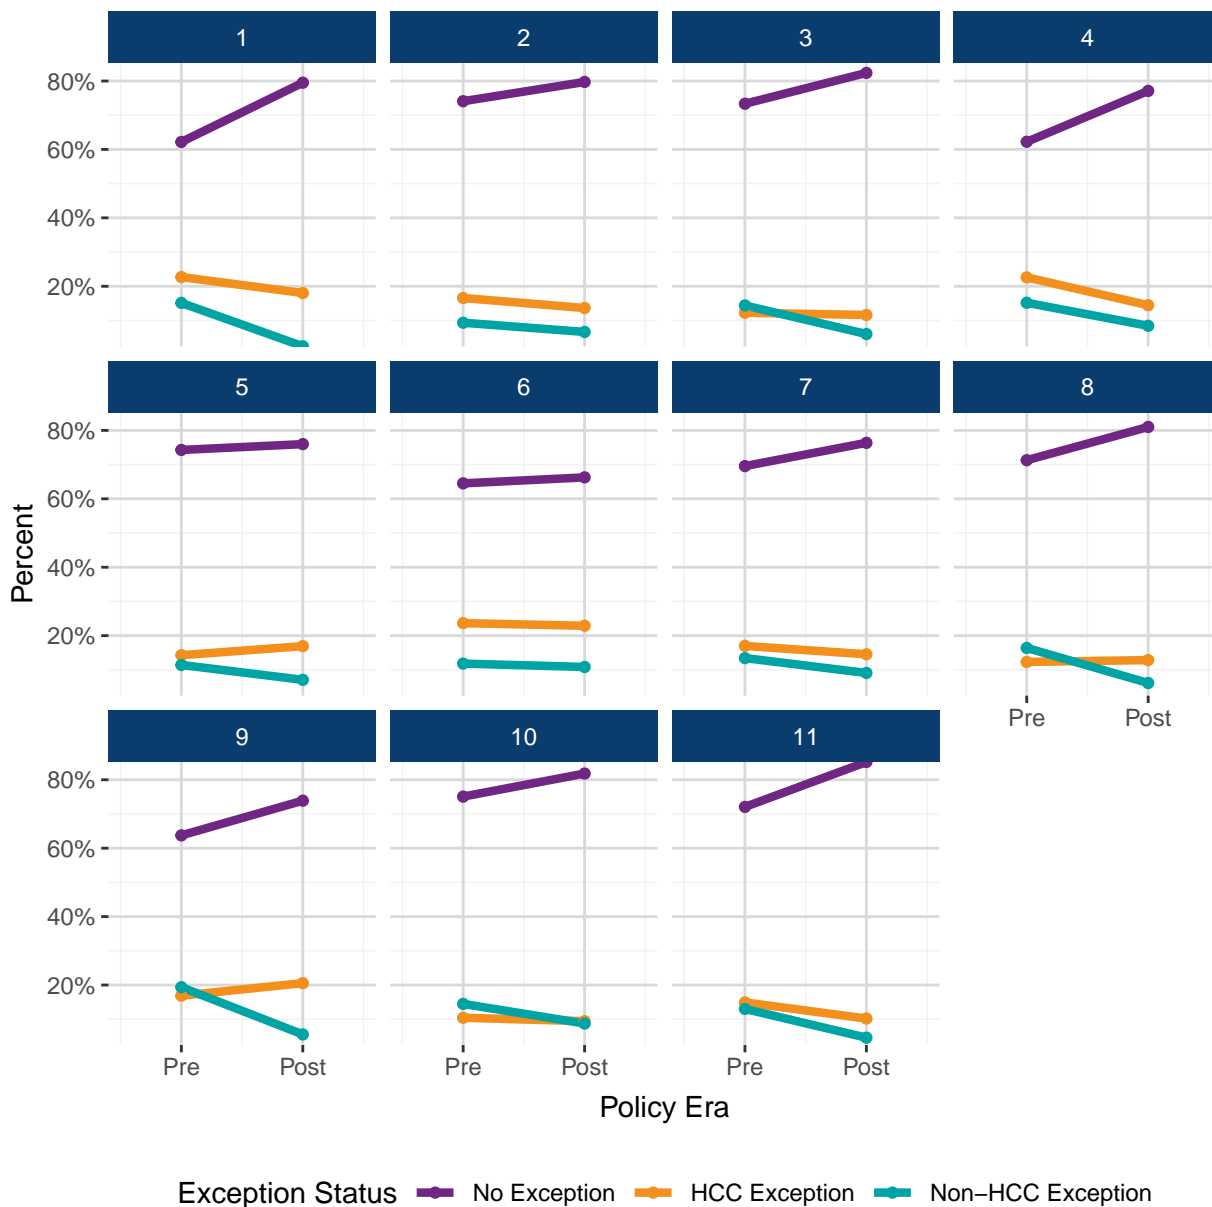 1 2 3 4
80%
60%
40%
20%
5 6 7 8
80%
60%
40%
20%
Pre Post
9 10 11
80%
60%
40%
20%
Pre Post Pre Post Pre Post
Percent
Policy Era
Exception Status No Exception HCC Exception Non−HCC Exception